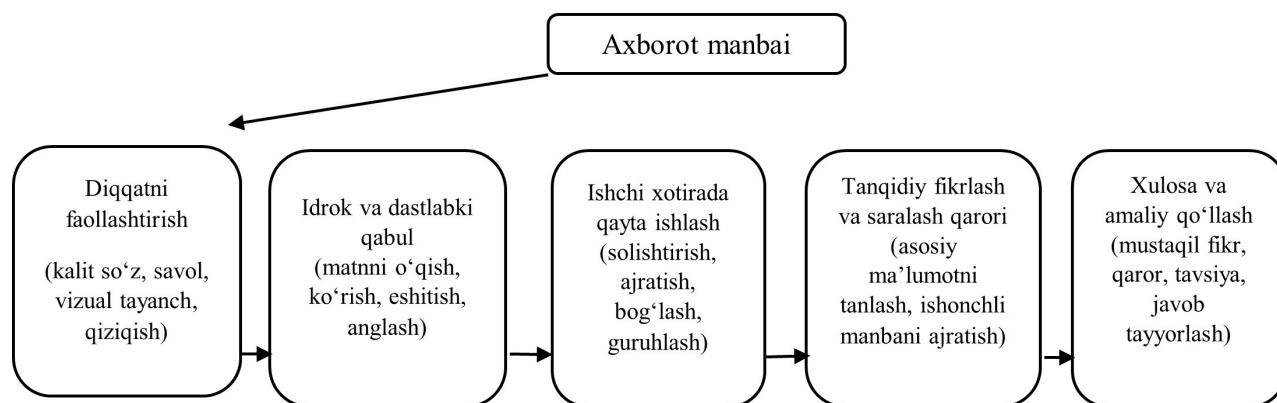 Axborot manbai
Diqqatni
faollashtirish
(kalit so‘z, savol,
vizual tayanch,
qiziqish)
Idrok va dastlabki
qabul
(matnni o‘qish,
ko‘rish, eshitish,
anglash)
Ishchi xotirada
qayta ishlash
(solishtirish,
ajratish,
bog‘lash,
guruhlash)
Tanqidiy fikrlash
va saralash qarori
(asosiy
ma’lumotni
tanlash, ishonchli
manbani ajratish)
Xulosa va
amaliy qo‘llash
(mustaqil fikr,
qaror, tavsiya,
javob
tayyorlash)